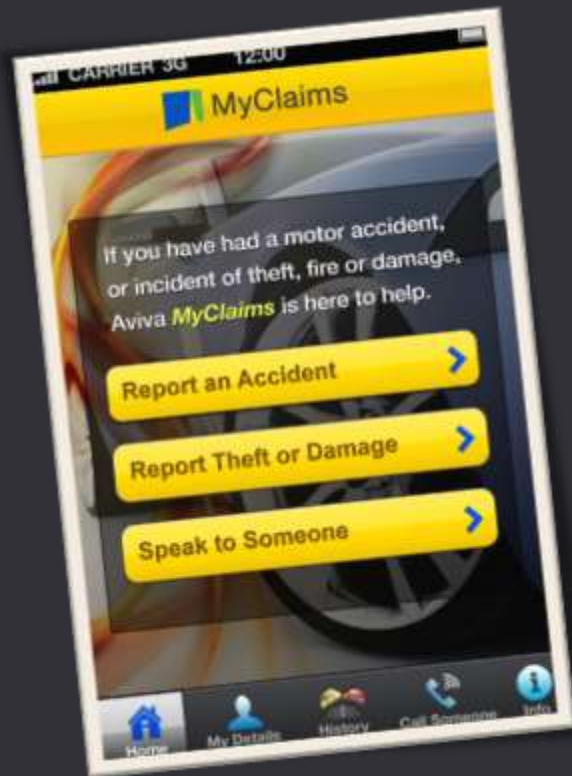 CARRIER 3G 12:00
MyClaims
If you have had a motor accident,
or incident of theft, fire or damage,
Aviva MyClaims is here to help.
Report an Accident
Report Theft or Damage
Speak to Someone
Home My Details History Call Someone Info